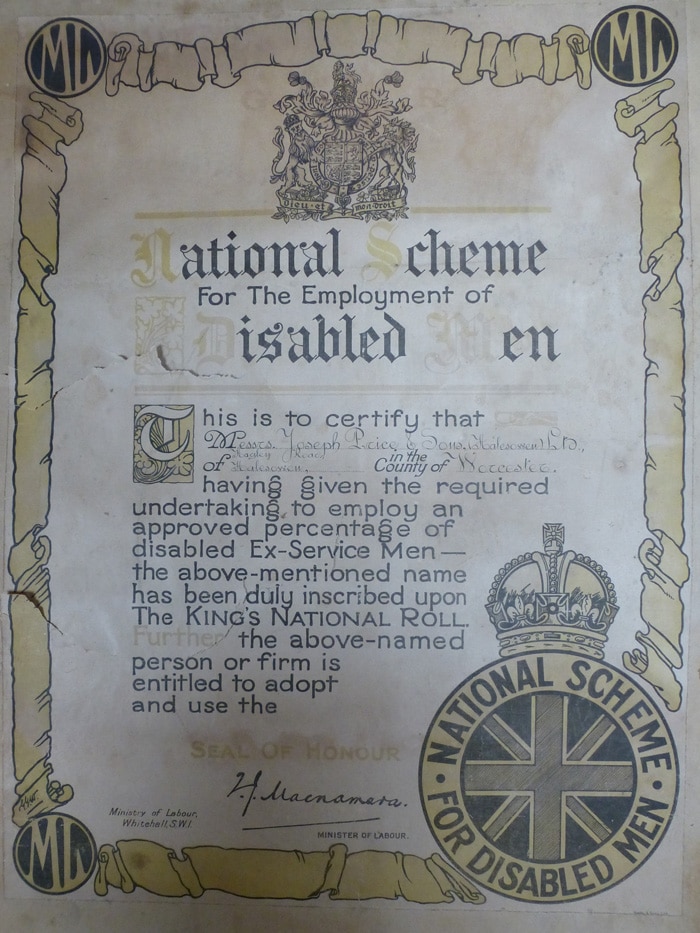 Dieu et mon droit
National Scheme
For The Employment of
Disabled Men
This is to certify that
Messrs. Joseph Price & Sons, Halesowen Ltd.,
Hagley Road
of Halesowen, in the County of Worcester.
having given the required
undertaking to employ an
approved percentage of
disabled Ex-Service Men—
the above-mentioned name
has been duly inscribed upon
The KING'S NATIONAL ROLL.
Further the above-named
person or firm is
entitled to adopt
and use the
SEAL OF HONOUR
T.J. Macnamara.
Ministry of Labour,
Whitehall, S.W.1.
MINISTER OF LABOUR.
NATIONAL SCHEME
FOR DISABLED MEN